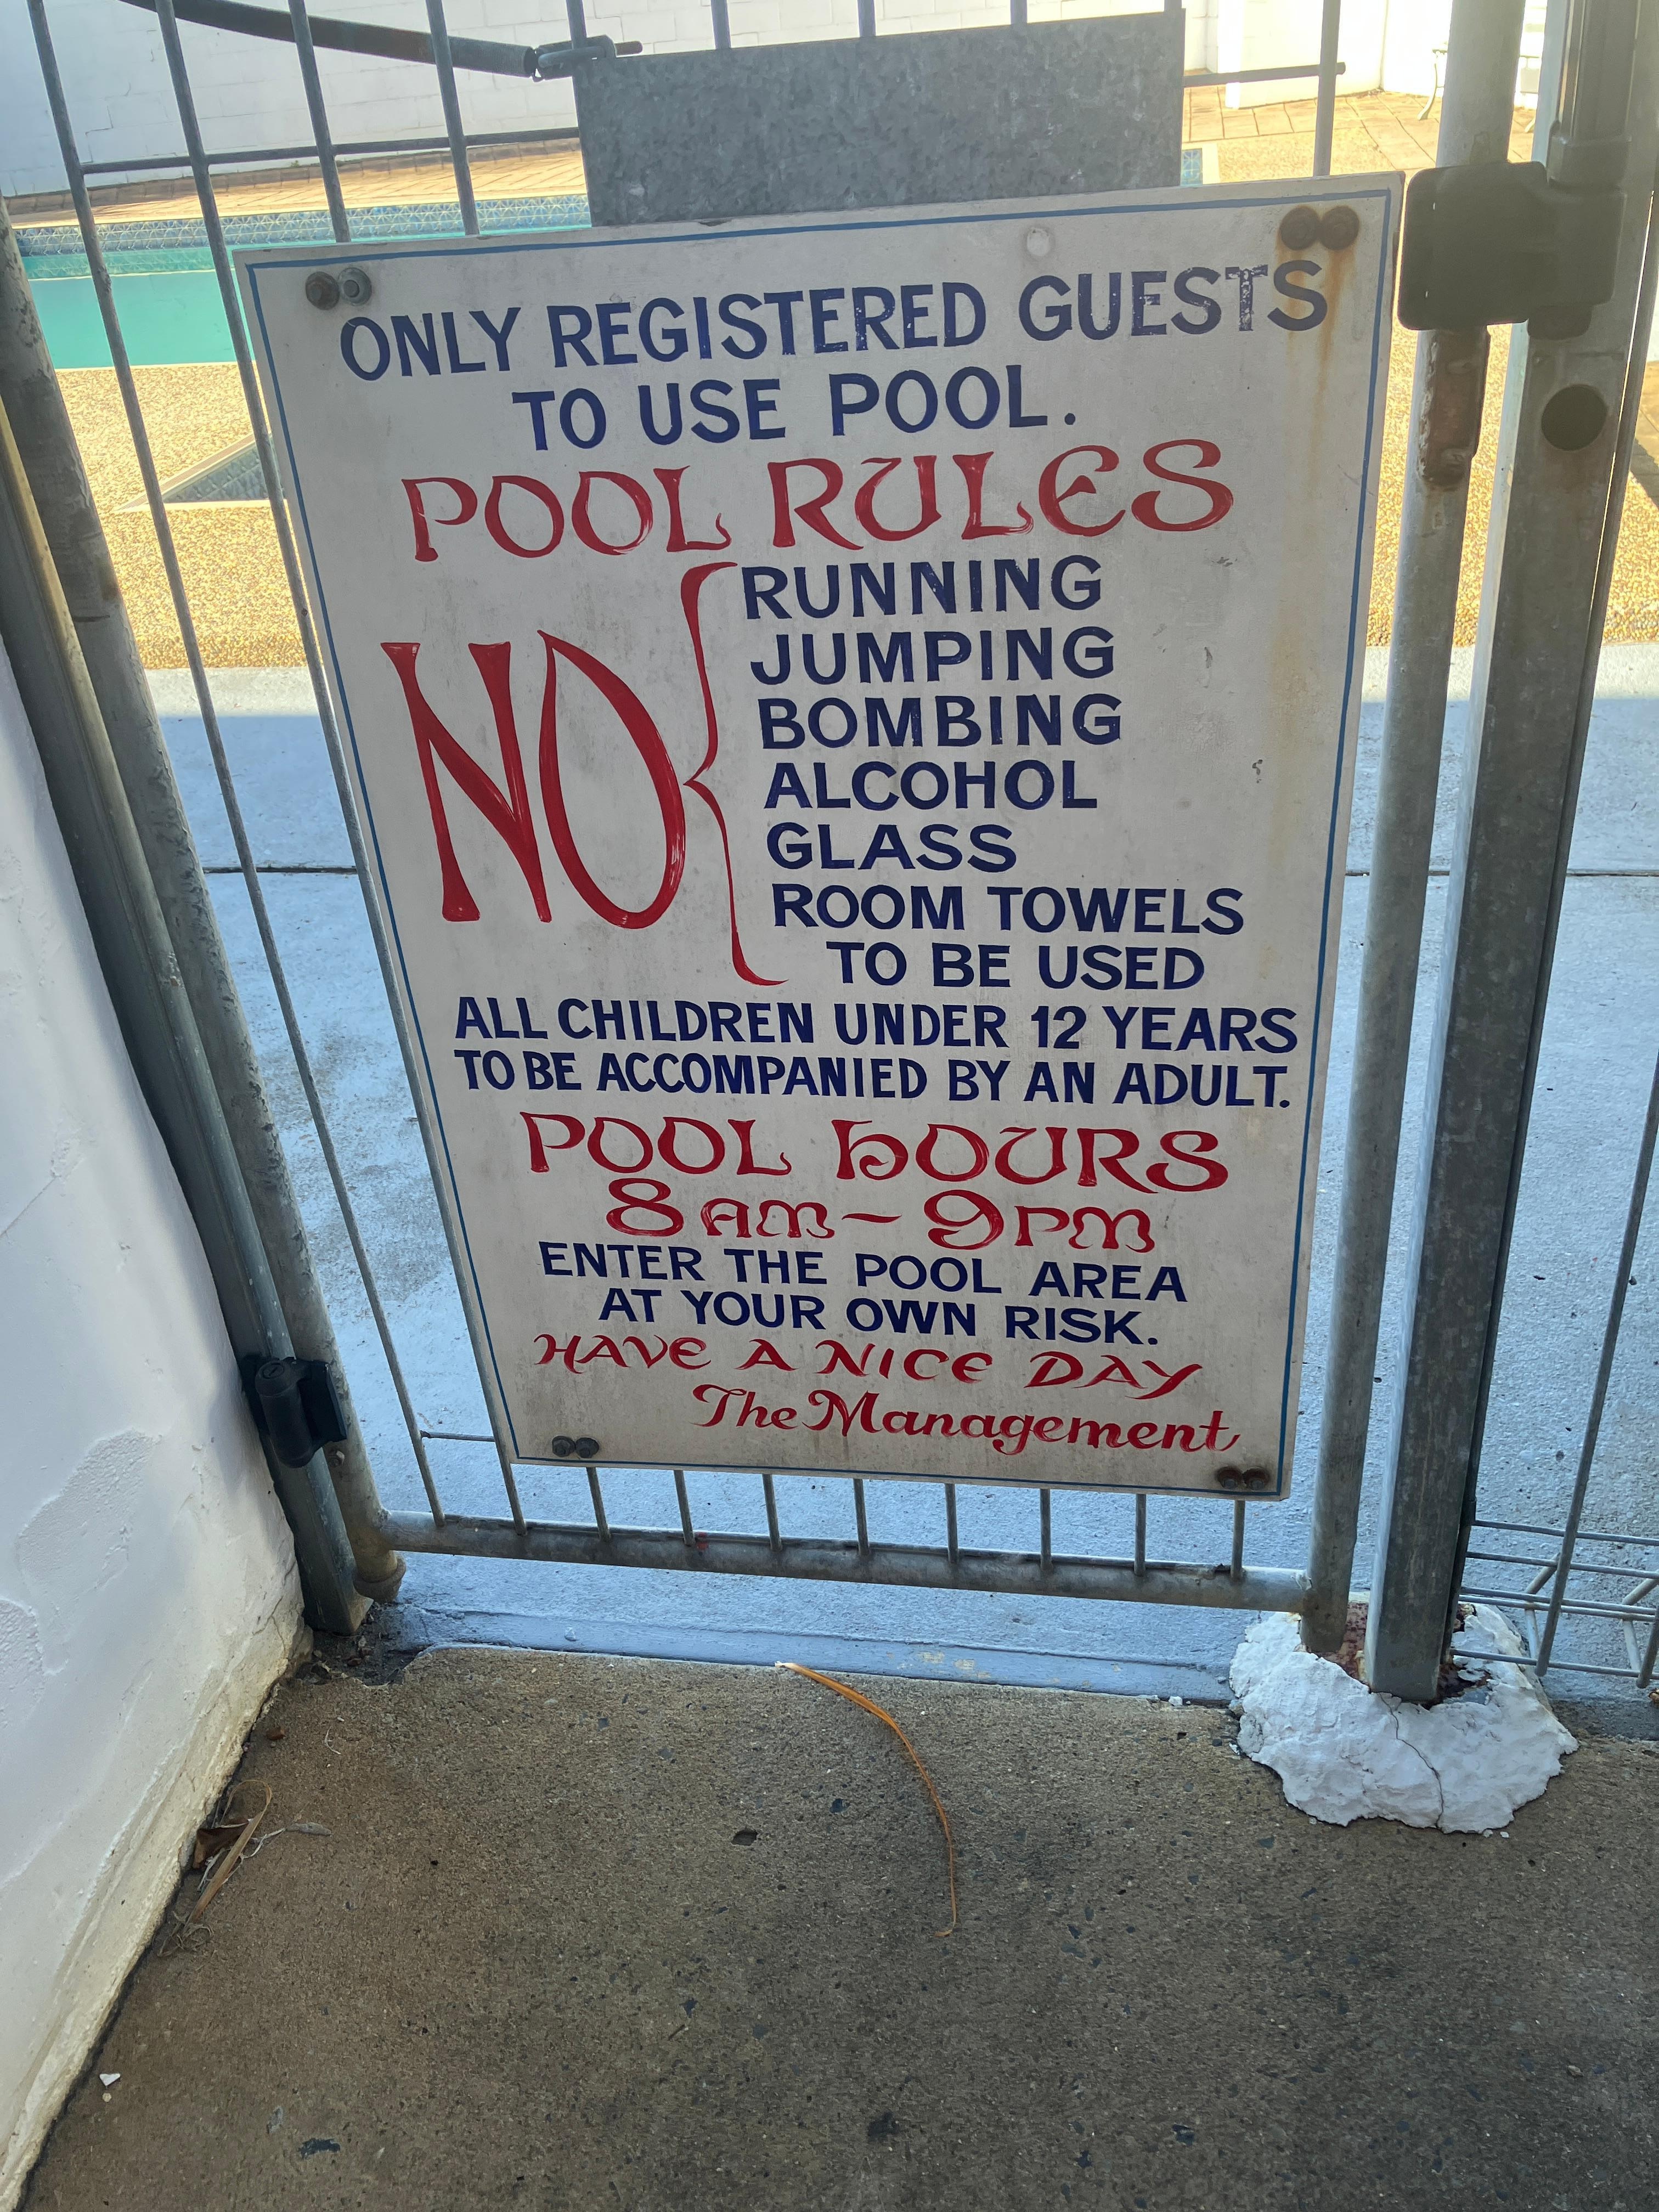 ONLY REGISTERED GUESTS
TO USE POOL.
POOL RULES
NO
RUNNING
JUMPING
BOMBING
ALCOHOL
GLASS
ROOM TOWELS
TO BE USED
ALL CHILDREN UNDER 12 YEARS
TO BE ACCOMPANIED BY AN ADULT.
POOL HOURS
8AM – 9PM
ENTER THE POOL AREA
AT YOUR OWN RISK.
HAVE A NICE DAY
The Management